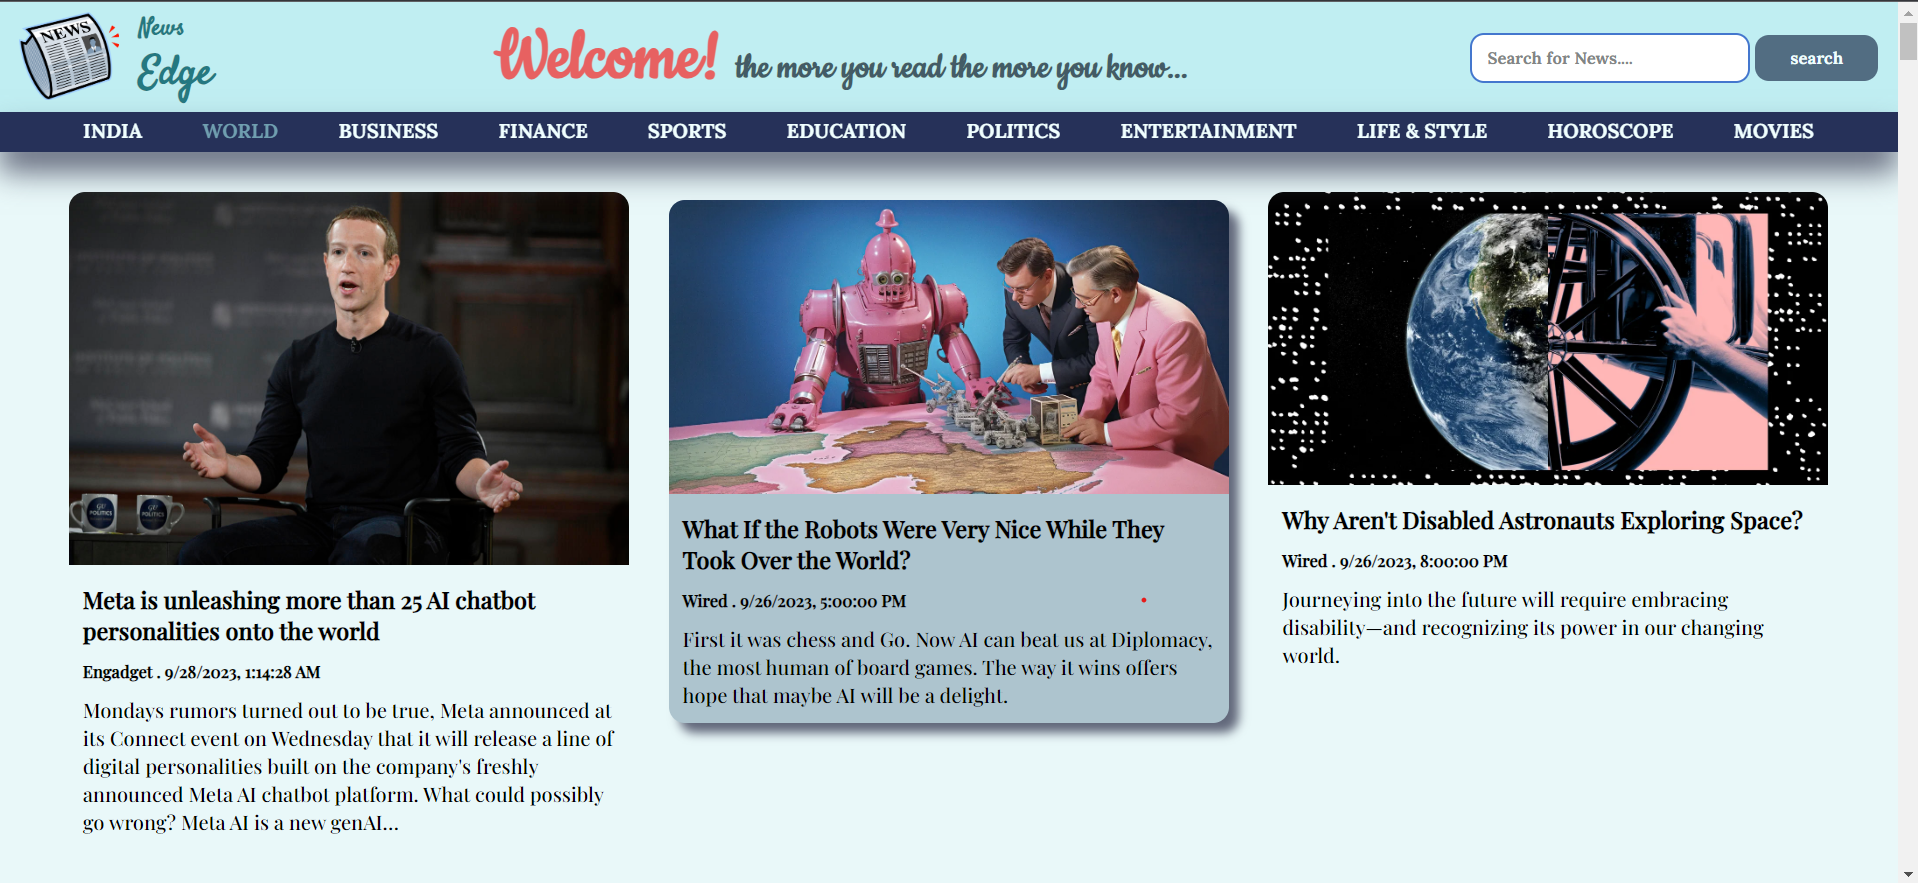 NEWS
News
Edge
Welcome! the more you read the more you know...
Search for News....
search
INDIA WORLD BUSINESS FINANCE SPORTS EDUCATION POLITICS ENTERTAINMENT LIFE & STYLE HOROSCOPE MOVIES
GU
POLITICS
GU
POLITICS
Meta is unleashing more than 25 AI chatbot
personalities onto the world
Engadget . 9/28/2023, 1:14:28 AM
Mondays rumors turned out to be true, Meta announced at
its Connect event on Wednesday that it will release a line of
digital personalities built on the company's freshly
announced Meta AI chatbot platform. What could possibly
go wrong? Meta AI is a new genAI...
What If the Robots Were Very Nice While They
Took Over the World?
Wired . 9/26/2023, 5:00:00 PM
First it was chess and Go. Now AI can beat us at Diplomacy,
the most human of board games. The way it wins offers
hope that maybe AI will be a delight.
Why Aren't Disabled Astronauts Exploring Space?
Wired . 9/26/2023, 8:00:00 PM
Journeying into the future will require embracing
disability—and recognizing its power in our changing
world.